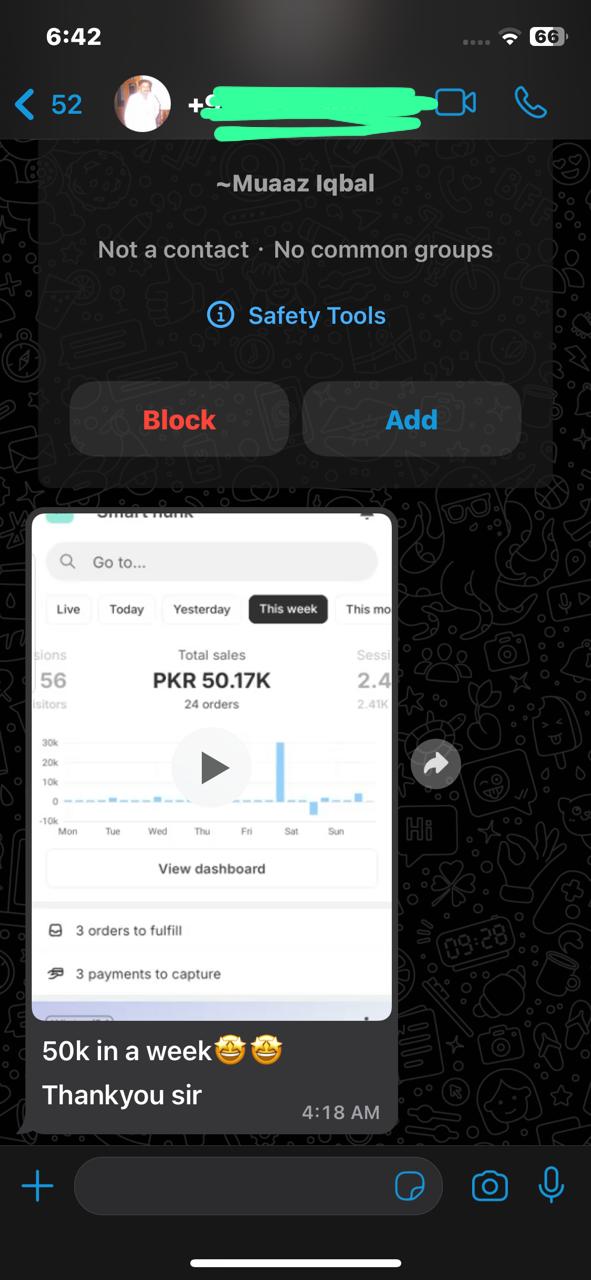 6:42
66
52
~Muaaz Iqbal
Not a contact · No common groups
Safety Tools
Block
Add
Go to...
Live Today Yesterday This week This mo
sions Total sales Sessi
56 PKR 50.17K 2.4
isitors 24 orders 2.41K
30k
20k
10k
0
-10k
Mon Tue Wed Thu Fri Sat Sun
View dashboard
3 orders to fulfill
3 payments to capture
50k in a week🤩🤩
Thankyou sir
4:18 AM
Hi
09:28